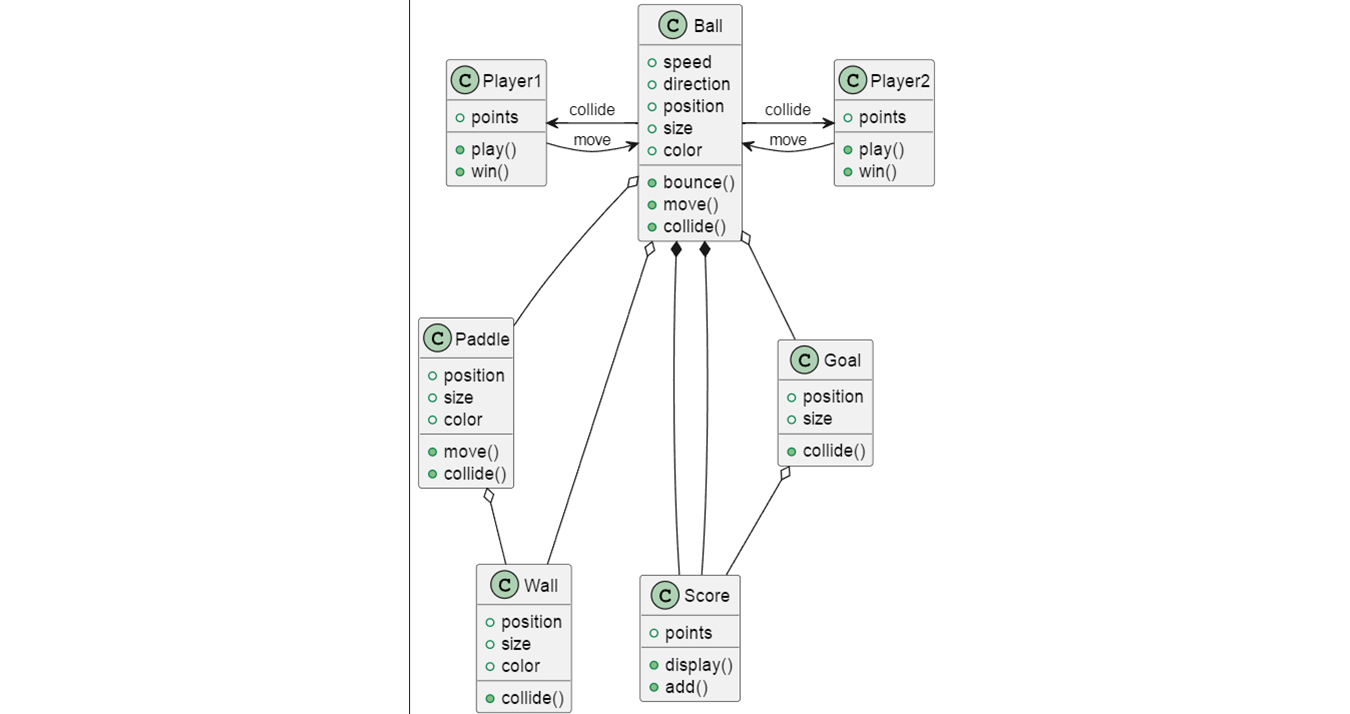 C Ball
speed
direction
position
size
color
bounce()
move()
collide()
C Player1
points
play()
win()
collide
move
collide
move
C Player2
points
play()
win()
C Paddle
position
size
color
move()
collide()
C Goal
position
size
collide()
C Wall
position
size
color
collide()
C Score
points
display()
add()